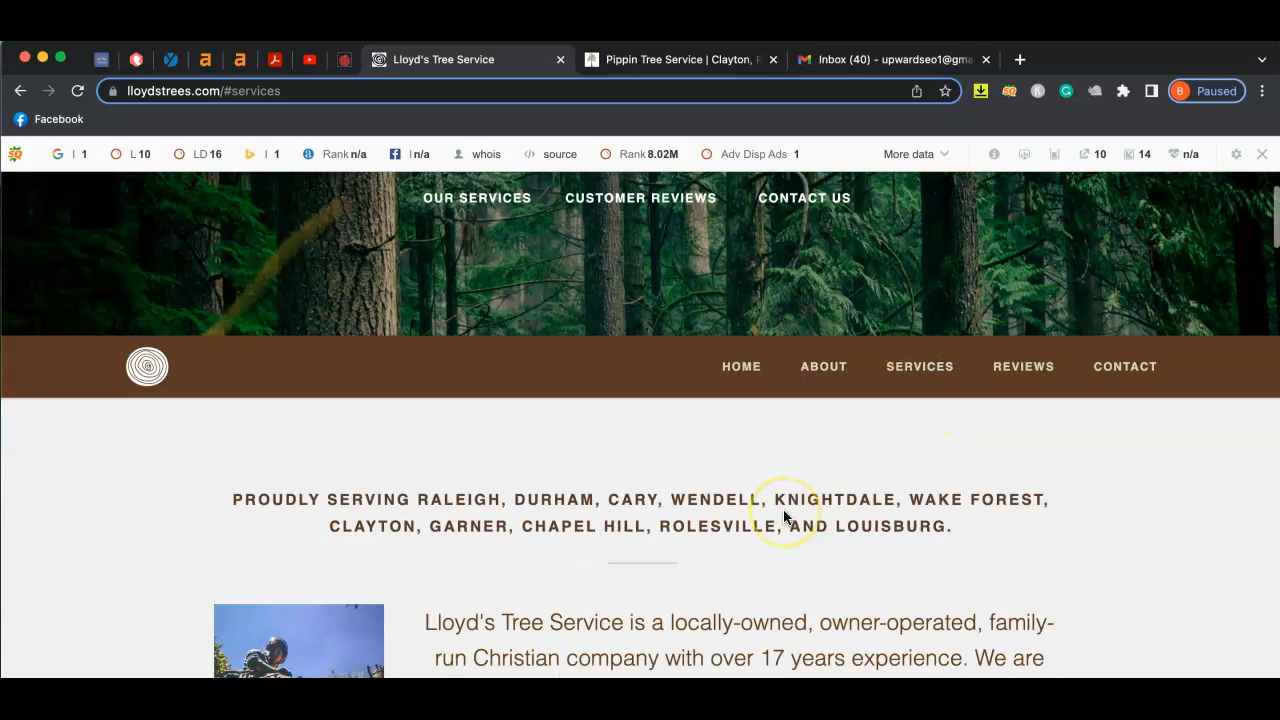 Lloyd's Tree Service
Pippin Tree Service | Clayton,
Inbox (40) - upwardseo1@gma
lloydstrees.com/#services
B Paused
Facebook
SQ
G I 1
L 10
LD 16
I 1
a Rank n/a
I n/a
whois
source
Rank 8.02M
Adv Disp Ads 1
More data
10
14
n/a
OUR SERVICES CUSTOMER REVIEWS CONTACT US
HOME ABOUT SERVICES REVIEWS CONTACT
PROUDLY SERVING RALEIGH, DURHAM, CARY, WENDELL, KNIGHTDALE, WAKE FOREST,
CLAYTON, GARNER, CHAPEL HILL, ROLESVILLE, AND LOUISBURG.
Lloyd's Tree Service is a locally-owned, owner-operated, family-
run Christian company with over 17 years experience. We are